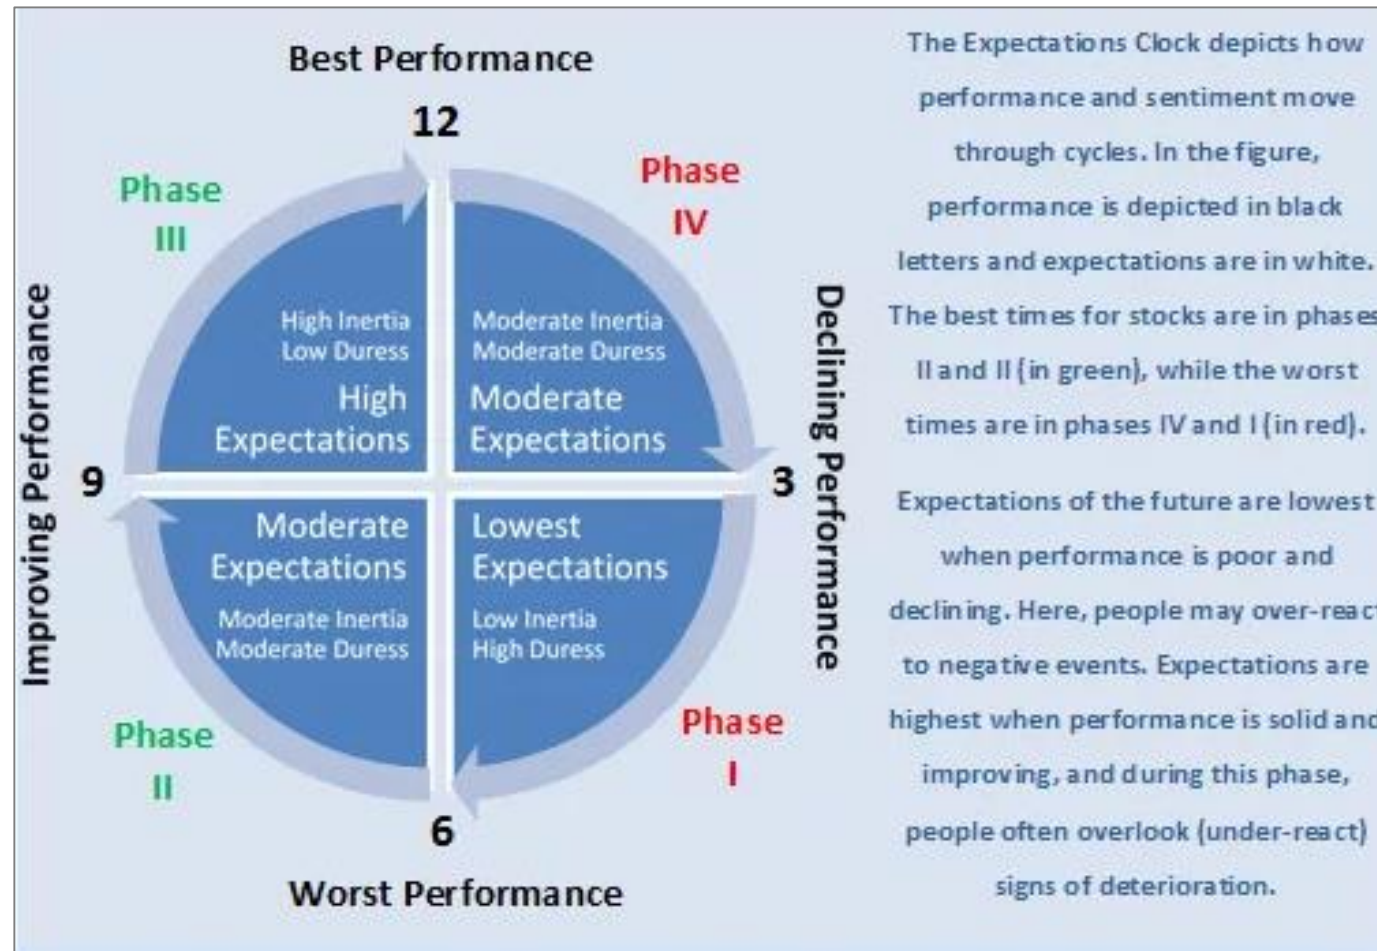 Best Performance
12
Phase
III
Phase
IV
High Inertia
Low Duress
High
Expectations
Moderate Inertia
Moderate Duress
Moderate
Expectations
Improving Performance
9
3
Declining Performance
Moderate
Expectations
Moderate Inertia
Moderate Duress
Lowest
Expectations
Low Inertia
High Duress
Phase
II
Phase
I
6
Worst Performance
The Expectations Clock depicts how
performance and sentiment move
through cycles. In the figure,
performance is depicted in black
letters and expectations are in white.
The best times for stocks are in phases
II and II (in green), while the worst
times are in phases IV and I (in red).
Expectations of the future are lowest
when performance is poor and
declining. Here, people may over-react
to negative events. Expectations are
highest when performance is solid and
improving, and during this phase,
people often overlook (under-react)
signs of deterioration.